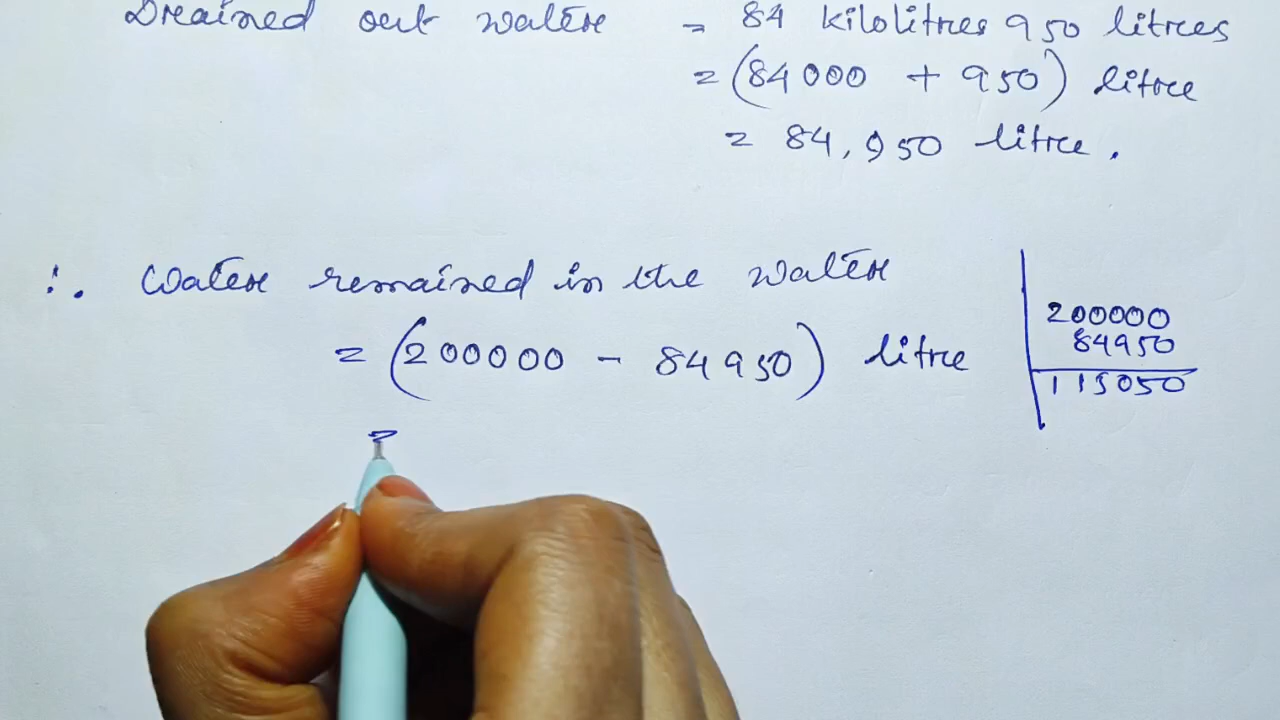 Drained out water = 84 kilolitres 950 litres
= (84000 + 950) litre
= 84,950 litre.
∴ Water remained in the water
= (200000 - 84950) litre
=
200000
84950
115050